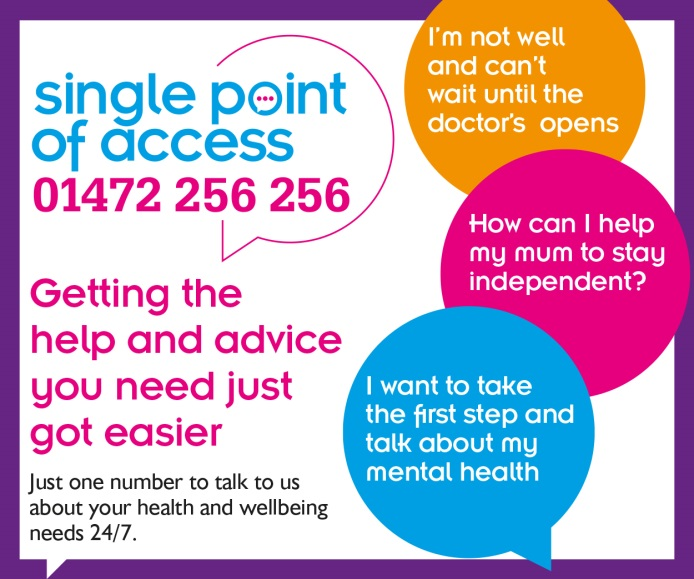 single point
of access
01472 256 256
Getting the
help and advice
you need just
got easier
Just one number to talk to us
about your health and wellbeing
needs 24/7.
I'm not well
and can't
wait until the
doctor's opens
How can I help
my mum to stay
independent?
I want to take
the first step and
talk about my
mental health